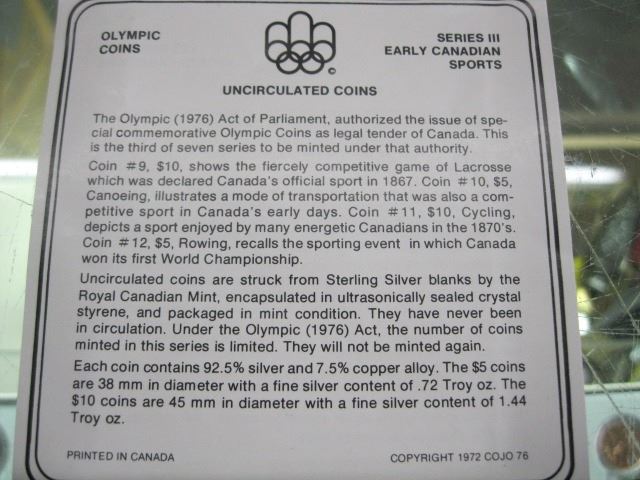 OLYMPIC
COINS
SERIES III
EARLY CANADIAN
SPORTS
©
UNCIRCULATED COINS
The Olympic (1976) Act of Parliament, authorized the issue of spe-
cial commemorative Olympic Coins as legal tender of Canada. This
is the third of seven series to be minted under that authority.
Coin #9, $10, shows the fiercely competitive game of Lacrosse
which was declared Canada's official sport in 1867. Coin #10, $5,
Canoeing, illustrates a mode of transportation that was also a com-
petitive sport in Canada's early days. Coin #11, $10, Cycling,
depicts a sport enjoyed by many energetic Canadians in the 1870's.
Coin #12, $5, Rowing, recalls the sporting event in which Canada
won its first World Championship.
Uncirculated coins are struck from Sterling Silver blanks by the
Royal Canadian Mint, encapsulated in ultrasonically sealed crystal
styrene, and packaged in mint condition. They have never been
in circulation. Under the Olympic (1976) Act, the number of coins
minted in this series is limited. They will not be minted again.
Each coin contains 92.5% silver and 7.5% copper alloy. The $5 coins
are 38 mm in diameter with a fine silver content of .72 Troy oz. The
$10 coins are 45 mm in diameter with a fine silver content of 1.44
Troy oz.
PRINTED IN CANADA
COPYRIGHT 1972 COJO 76